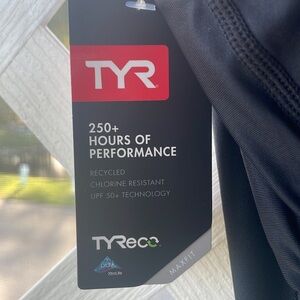 TYR
250+
HOURS OF
PERFORMANCE
RECYCLED
CHLORINE RESISTANT
UPF 50+ TECHNOLOGY
TYReco
MAXFIT